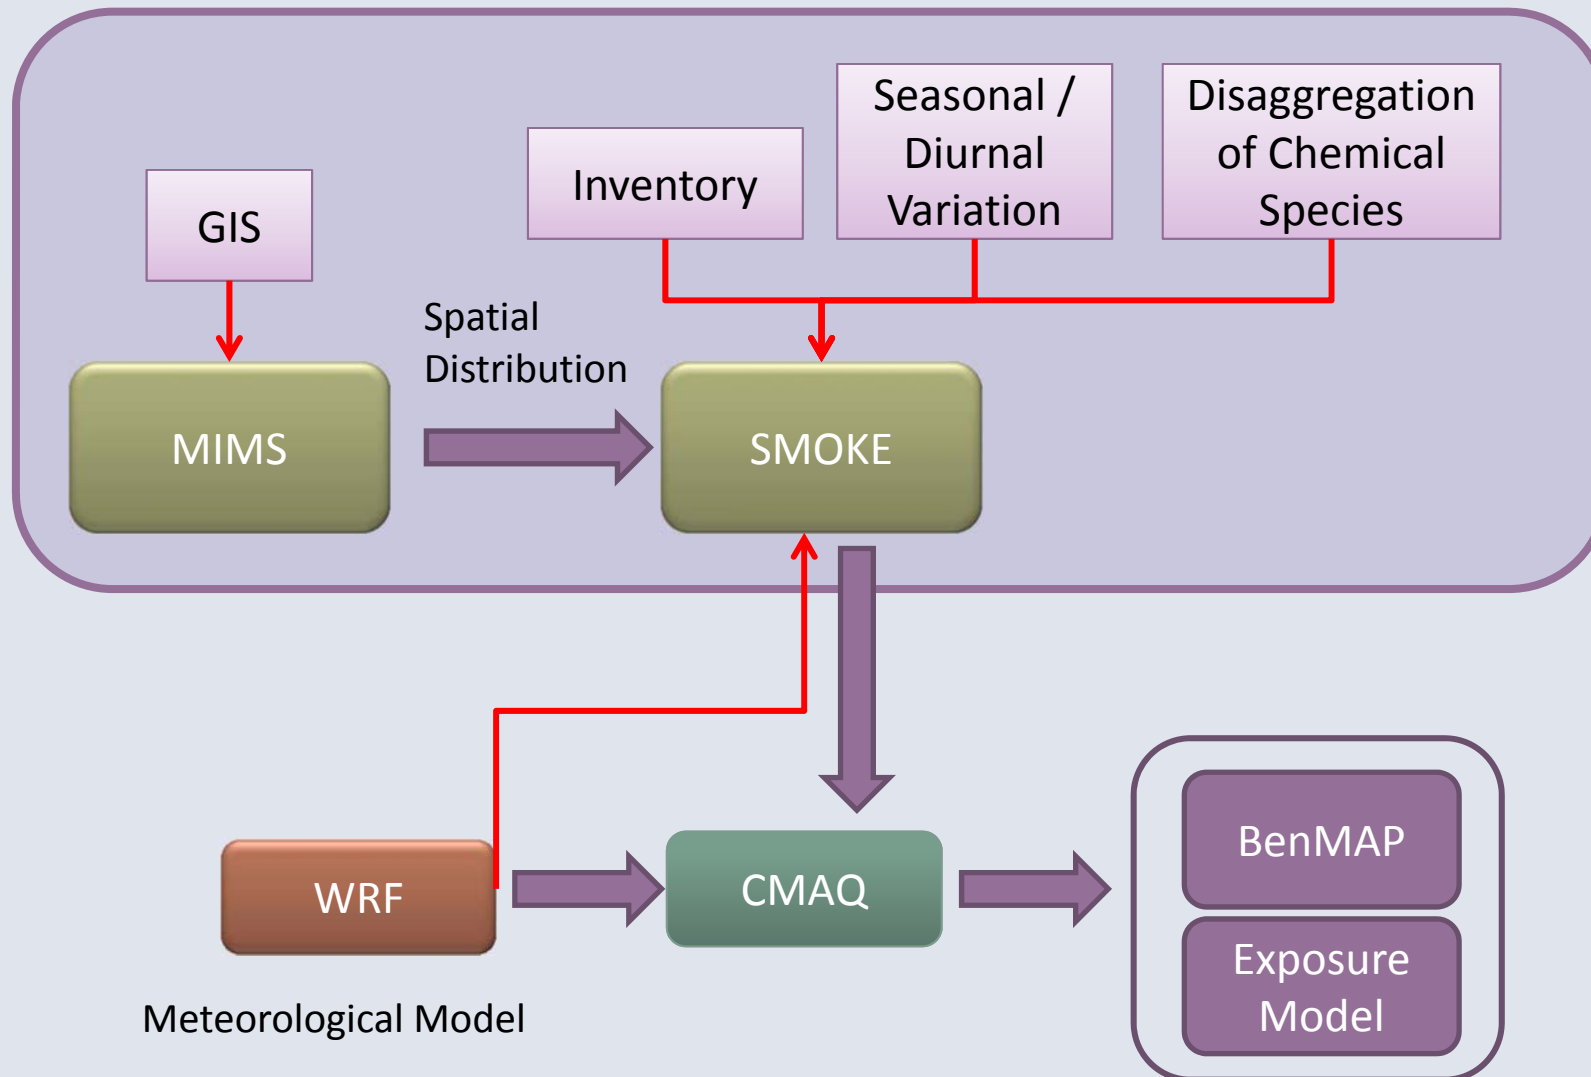 Seasonal /
Diurnal
Variation
Disaggregation
of Chemical
Species
Inventory
GIS
Spatial
Distribution
MIMS
SMOKE
BenMAP
WRF
CMAQ
Exposure
Model
Meteorological Model